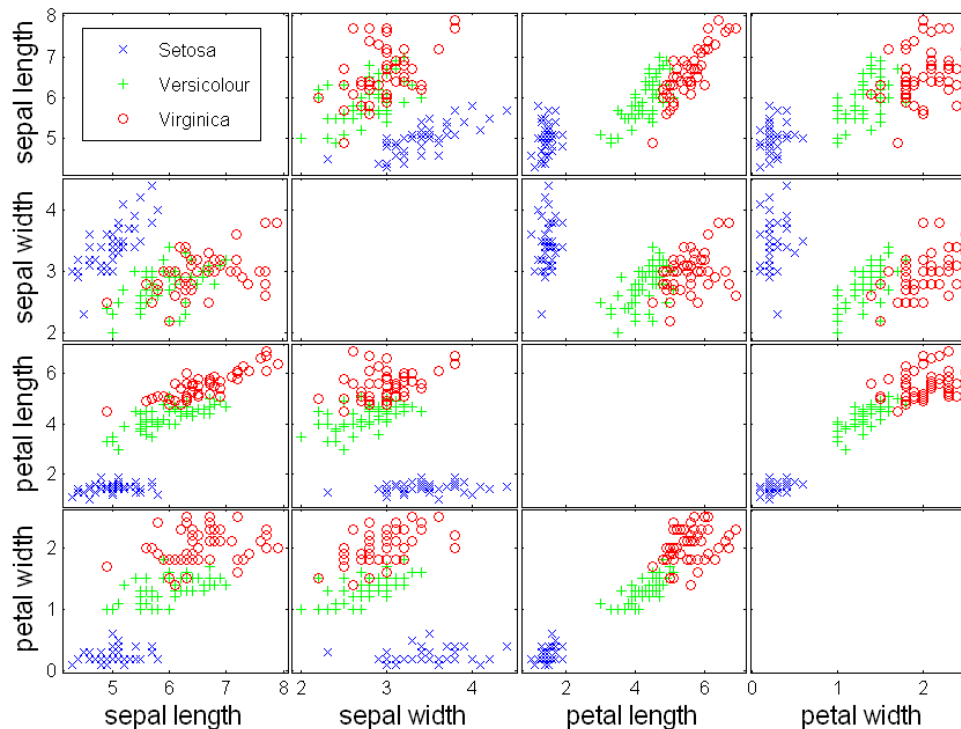 8
7
6
5
sepal length
Setosa
Versicolour
Virginica
4
3
2
sepal width
6
4
2
petal length
2
1
0
petal width
5 6 7 8 2 3 4 2 4 6 0 1 2
sepal length sepal width petal length petal width